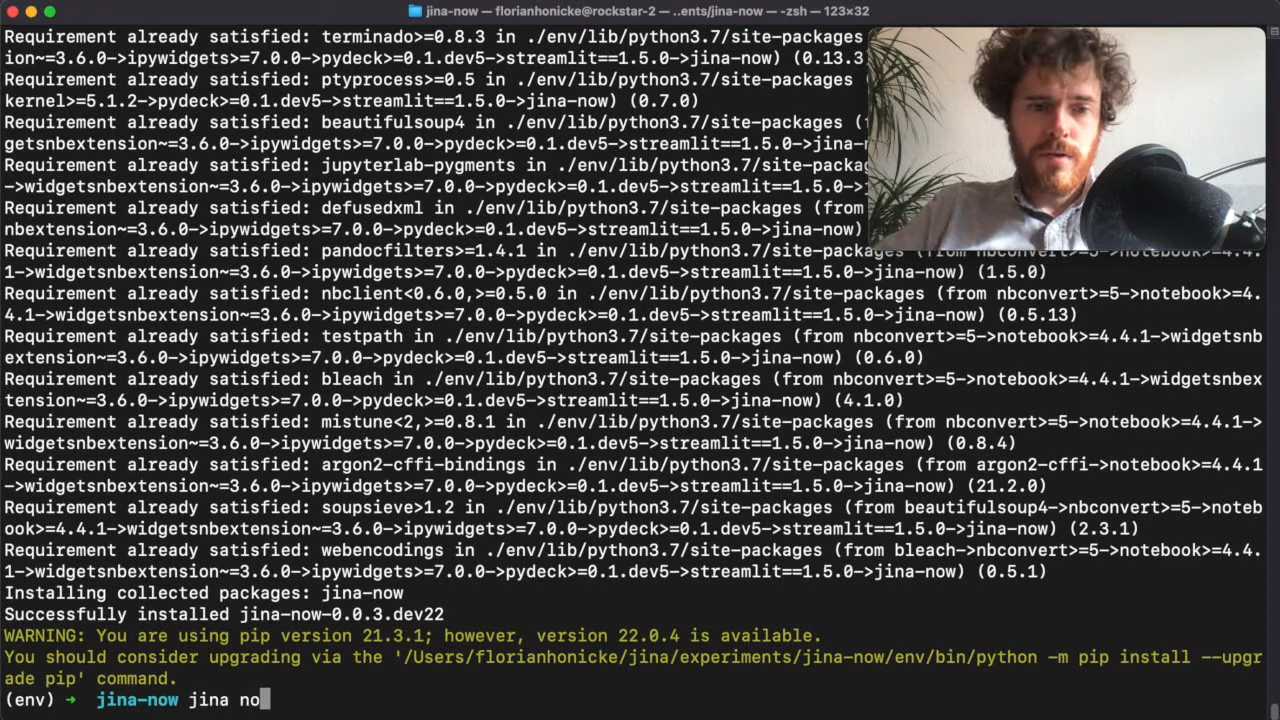 jina-now — florianhonicke@rockstar-2 — ..ents/jina-now — -zsh — 123×32
Requirement already satisfied: terminado>=0.8.3 in ./env/lib/python3.7/site-packages
ion~=3.6.0->ipywidgets>=7.0.0->pydeck>=0.1.dev5->streamlit==1.5.0->jina-now) (0.13.3
Requirement already satisfied: ptyprocess>=0.5 in ./env/lib/python3.7/site-packages
kernel>=5.1.2->pydeck>=0.1.dev5->streamlit==1.5.0->jina-now) (0.7.0)
Requirement already satisfied: beautifulsoup4 in ./env/lib/python3.7/site-packages (
getsnbextension~=3.6.0->ipywidgets>=7.0.0->pydeck>=0.1.dev5->streamlit==1.5.0->jina-n
Requirement already satisfied: jupyterlab-pygments in ./env/lib/python3.7/site-packages
->widgetsnbextension~=3.6.0->ipywidgets>=7.0.0->pydeck>=0.1.dev5->streamlit==1.5.0->
Requirement already satisfied: defusedxml in ./env/lib/python3.7/site-packages (from
nbextension~=3.6.0->ipywidgets>=7.0.0->pydeck>=0.1.dev5->streamlit==1.5.0->jina-now)
Requirement already satisfied: pandocfilters>=1.4.1 in ./env/lib/python3.7/site-packages (from nbconvert>=5->notebook>=4.4.
1->widgetsnbextension~=3.6.0->ipywidgets>=7.0.0->pydeck>=0.1.dev5->streamlit==1.5.0->jina-now) (1.5.0)
Requirement already satisfied: nbclient<0.6.0,>=0.5.0 in ./env/lib/python3.7/site-packages (from nbconvert>=5->notebook>=4.
4.1->widgetsnbextension~=3.6.0->ipywidgets>=7.0.0->pydeck>=0.1.dev5->streamlit==1.5.0->jina-now) (0.5.13)
Requirement already satisfied: testpath in ./env/lib/python3.7/site-packages (from nbconvert>=5->notebook>=4.4.1->widgetsnb
extension~=3.6.0->ipywidgets>=7.0.0->pydeck>=0.1.dev5->streamlit==1.5.0->jina-now) (0.6.0)
Requirement already satisfied: bleach in ./env/lib/python3.7/site-packages (from nbconvert>=5->notebook>=4.4.1->widgetsnbex
tension~=3.6.0->ipywidgets>=7.0.0->pydeck>=0.1.dev5->streamlit==1.5.0->jina-now) (4.1.0)
Requirement already satisfied: mistune<2,>=0.8.1 in ./env/lib/python3.7/site-packages (from nbconvert>=5->notebook>=4.4.1->
widgetsnbextension~=3.6.0->ipywidgets>=7.0.0->pydeck>=0.1.dev5->streamlit==1.5.0->jina-now) (0.8.4)
Requirement already satisfied: argon2-cffi-bindings in ./env/lib/python3.7/site-packages (from argon2-cffi->notebook>=4.4.1
->widgetsnbextension~=3.6.0->ipywidgets>=7.0.0->pydeck>=0.1.dev5->streamlit==1.5.0->jina-now) (21.2.0)
Requirement already satisfied: soupsieve>1.2 in ./env/lib/python3.7/site-packages (from beautifulsoup4->nbconvert>=5->noteb
ook>=4.4.1->widgetsnbextension~=3.6.0->ipywidgets>=7.0.0->pydeck>=0.1.dev5->streamlit==1.5.0->jina-now) (2.3.1)
Requirement already satisfied: webencodings in ./env/lib/python3.7/site-packages (from bleach->nbconvert>=5->notebook>=4.4.
1->widgetsnbextension~=3.6.0->ipywidgets>=7.0.0->pydeck>=0.1.dev5->streamlit==1.5.0->jina-now) (0.5.1)
Installing collected packages: jina-now
Successfully installed jina-now-0.0.3.dev22
WARNING: You are using pip version 21.3.1; however, version 22.0.4 is available.
You should consider upgrading via the '/Users/florianhonicke/jina/experiments/jina-now/env/bin/python -m pip install --upgr
ade pip' command.
(env) ➜ jina-now jina no